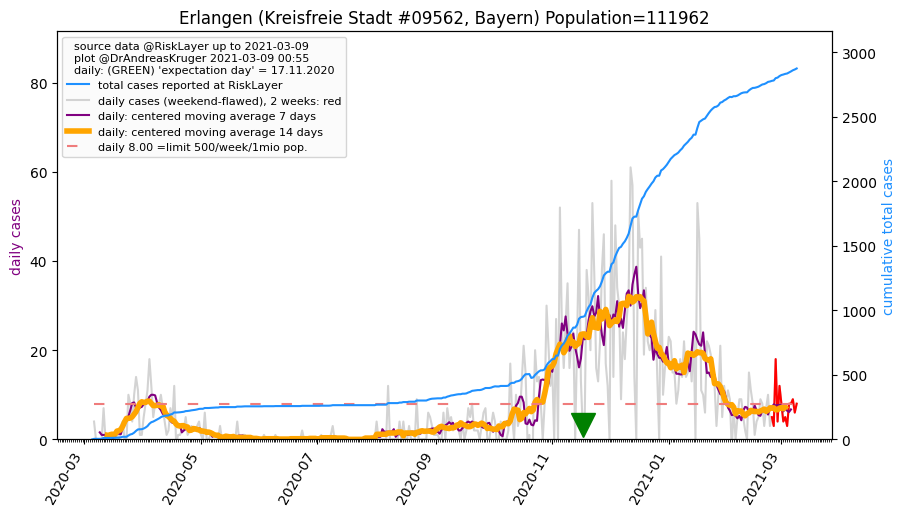 Erlangen (Kreisfreie Stadt #09562, Bayern) Population=111962
source data @RiskLayer up to 2021-03-09
plot @DrAndreasKruger 2021-03-09 00:55
daily: (GREEN) 'expectation day' = 17.11.2020
total cases reported at RiskLayer
daily cases (weekend-flawed), 2 weeks: red
daily: centered moving average 7 days
daily: centered moving average 14 days
daily 8.00 =limit 500/week/1mio pop.
daily cases
80
60
40
20
0
cumulative total cases
3000
2500
2000
1500
1000
500
0
2020-03
2020-05
2020-07
2020-09
2020-11
2021-01
2021-03